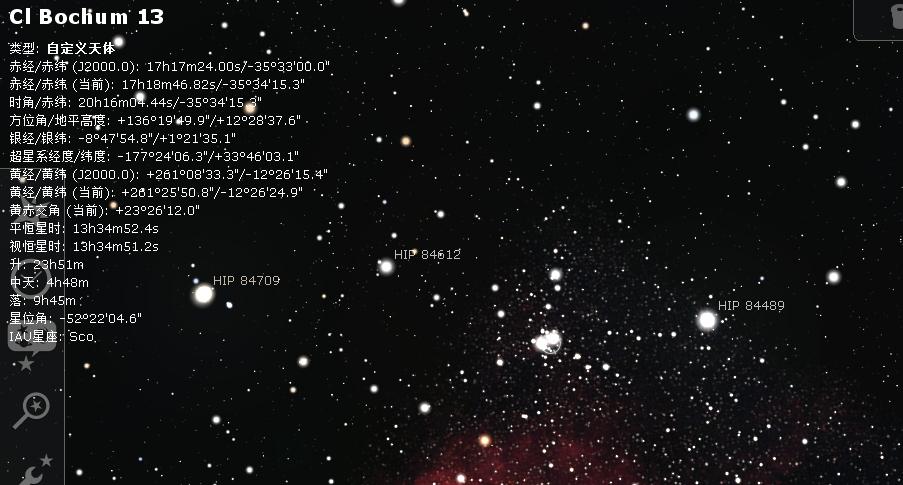 Cl Bochum 13
类型: 自定义天体
赤经/赤纬 (J2000.0): 17h17m24.00s/-35°33'00.0"
赤经/赤纬 (当前): 17h18m46.82s/-35°34'15.3"
时角/赤纬: 20h16m04.44s/-35°34'15.3"
方位角/地平高度: +136°19'49.9"/+12°28'37.6"
银经/银纬: -8°47'54.8"/+1°21'35.1"
超星系经度/纬度: -177°24'06.3"/+33°46'03.1"
黄经/黄纬 (J2000.0): +261°08'33.3"/-12°26'15.4"
黄经/黄纬 (当前): +261°25'50.8"/-12°26'24.9"
黄赤交角 (当前): +23°26'12.0"
平恒星时: 13h34m52.4s
视恒星时: 13h34m51.2s
升: 23h51m
中天: 4h48m
落: 9h45m
星位角: -52°22'04.6"
IAU星座: Sco
HIP 84612
HIP 84709
HIP 84489